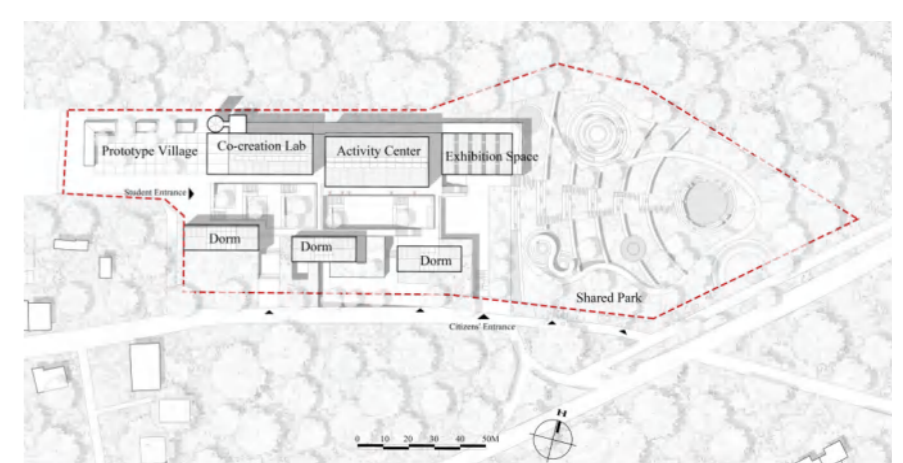 Prototype Village
Co-creation Lab
Activity Center
Exhibition Space
Student Entrance
Dorm
Dorm
Dorm
Shared Park
Citizens' Entrance
H
0 10 20 30 40 50M